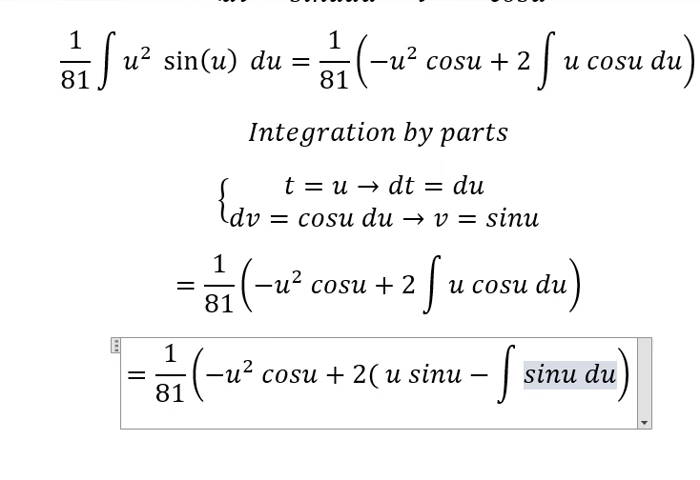 1/81 ∫ u² sin(u) du = 1/81 (−u² cosu + 2 ∫ u cosu du)
Integration by parts
{ t = u → dt = du
dv = cosu du → v = sinu
= 1/81 (−u² cosu + 2 ∫ u cosu du)
= 1/81 (−u² cosu + 2( u sinu − ∫ sinu du)